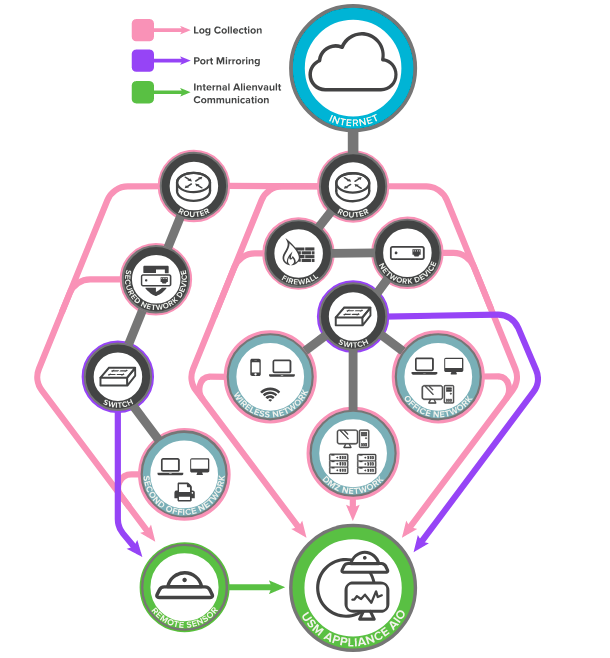 Log Collection
Port Mirroring
Internal Alienvault
Communication
INTERNET
ROUTER
ROUTER
FIREWALL
NETWORK DEVICE
SECURED NETWORK DEVICE
SWITCH
SWITCH
WIRELESS NETWORK
OFFICE NETWORK
DMZ NETWORK
SECOND OFFICE NETWORK
REMOTE SENSOR
USM APPLIANCE AIO